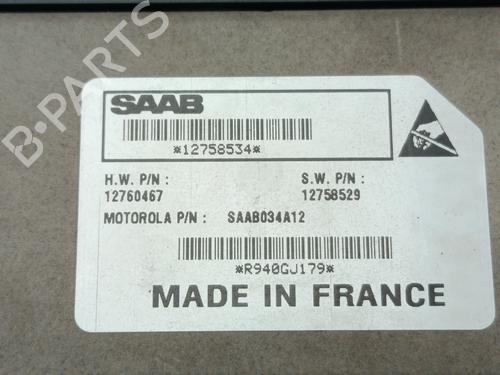 B-PARTS
SAAB
*12758534*
H.W. P/N : S.W. P/N :
12760467 12758529
MOTOROLA P/N : SAAB034A12
*R940GJ179*
MADE IN FRANCE